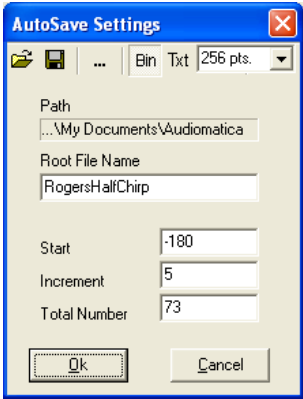 AutoSave Settings
... Bin Txt 256 pts.
Path
...\My Documents\Audiomatica
Root File Name
RogersHalfChirp
Start -180
Increment 5
Total Number 73
Ok Cancel